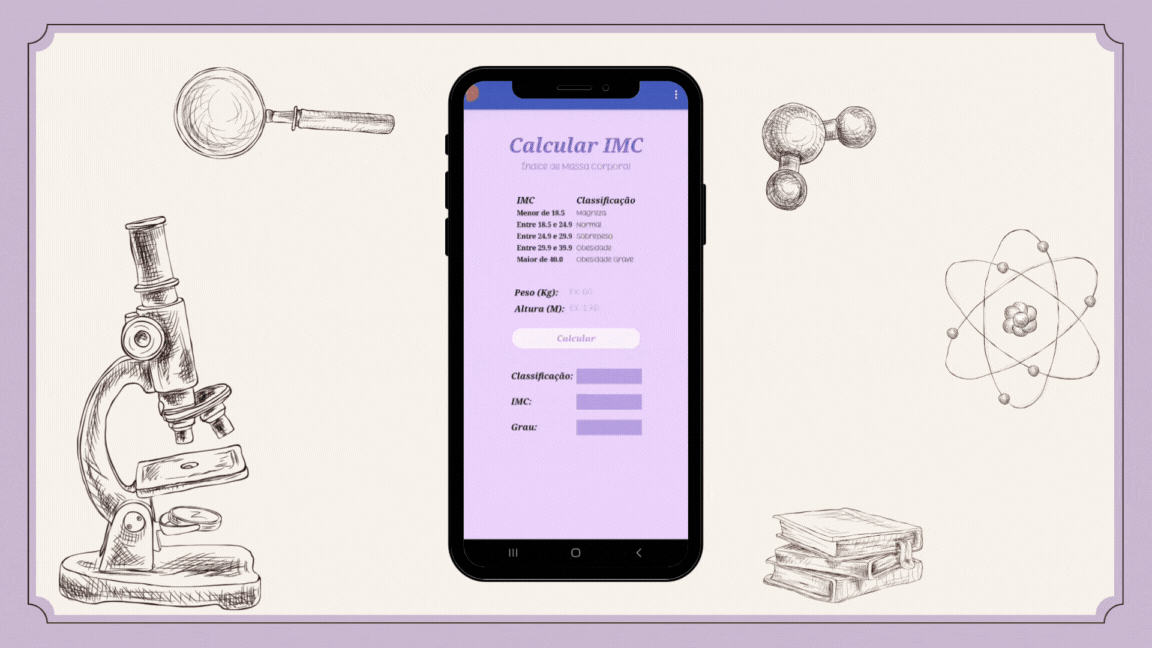 Calcular IMC
Índice de Massa Corporal
IMC Classificação
Menor de 18.5 Magreza
Entre 18.5 e 24.9 Normal
Entre 24.9 e 29.9 Sobrepeso
Entre 29.9 e 39.9 Obesidade
Maior de 40.0 Obesidade Grave
Peso (Kg): Ex: 60
Altura (M): Ex: 1.70
Calcular
Classificação:
IMC:
Grau: